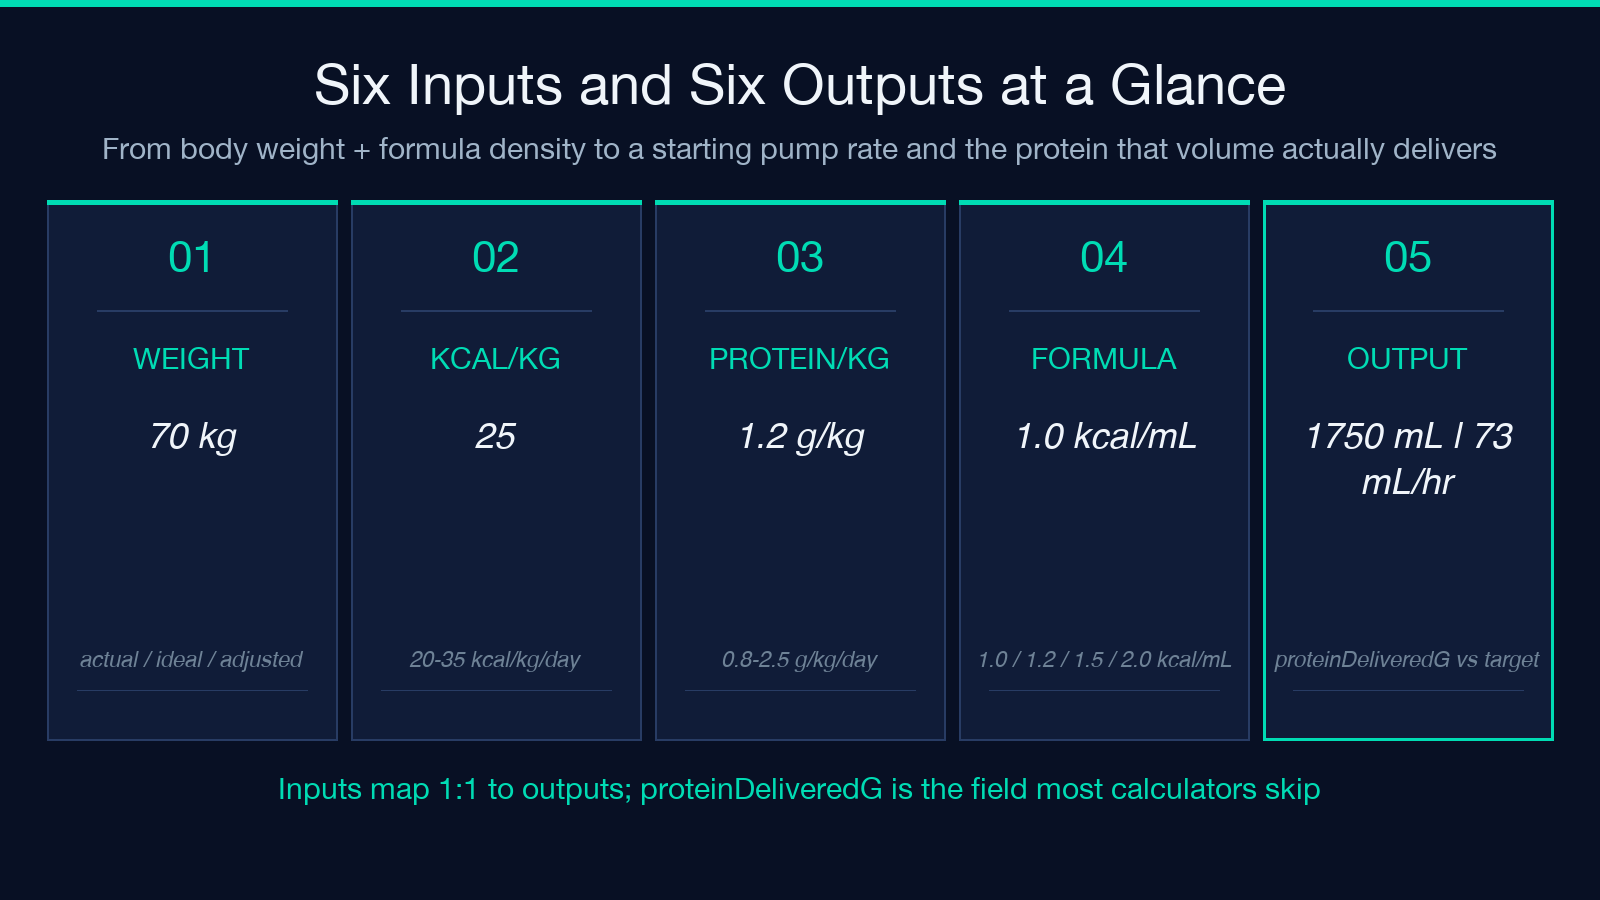 Six Inputs and Six Outputs at a Glance
From body weight + formula density to a starting pump rate and the protein that volume actually delivers
01
WEIGHT
70 kg
actual / ideal / adjusted
02
KCAL/KG
25
20-35 kcal/kg/day
03
PROTEIN/KG
1.2 g/kg
0.8-2.5 g/kg/day
04
FORMULA
1.0 kcal/mL
1.0 / 1.2 / 1.5 / 2.0 kcal/mL
05
OUTPUT
1750 mL | 73
mL/hr
proteinDeliveredG vs target
Inputs map 1:1 to outputs; proteinDeliveredG is the field most calculators skip